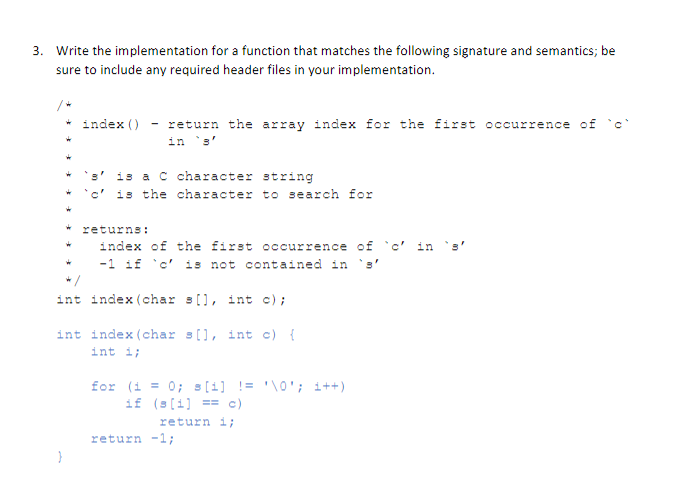 3. Write the implementation for a function that matches the following signature and semantics; be
sure to include any required header files in your implementation.
/*
* index() - return the array index for the first occurrence of `c`
* in `s'
*
* `s' is a C character string
* `c' is the character to search for
*
* returns:
* index of the first occurrence of `c' in `s'
* -1 if `c' is not contained in `s'
*/
int index(char s[], int c);
int index(char s[], int c) {
int i;
for (i = 0; s[i] != '\0'; i++)
if (s[i] == c)
return i;
return -1;
}